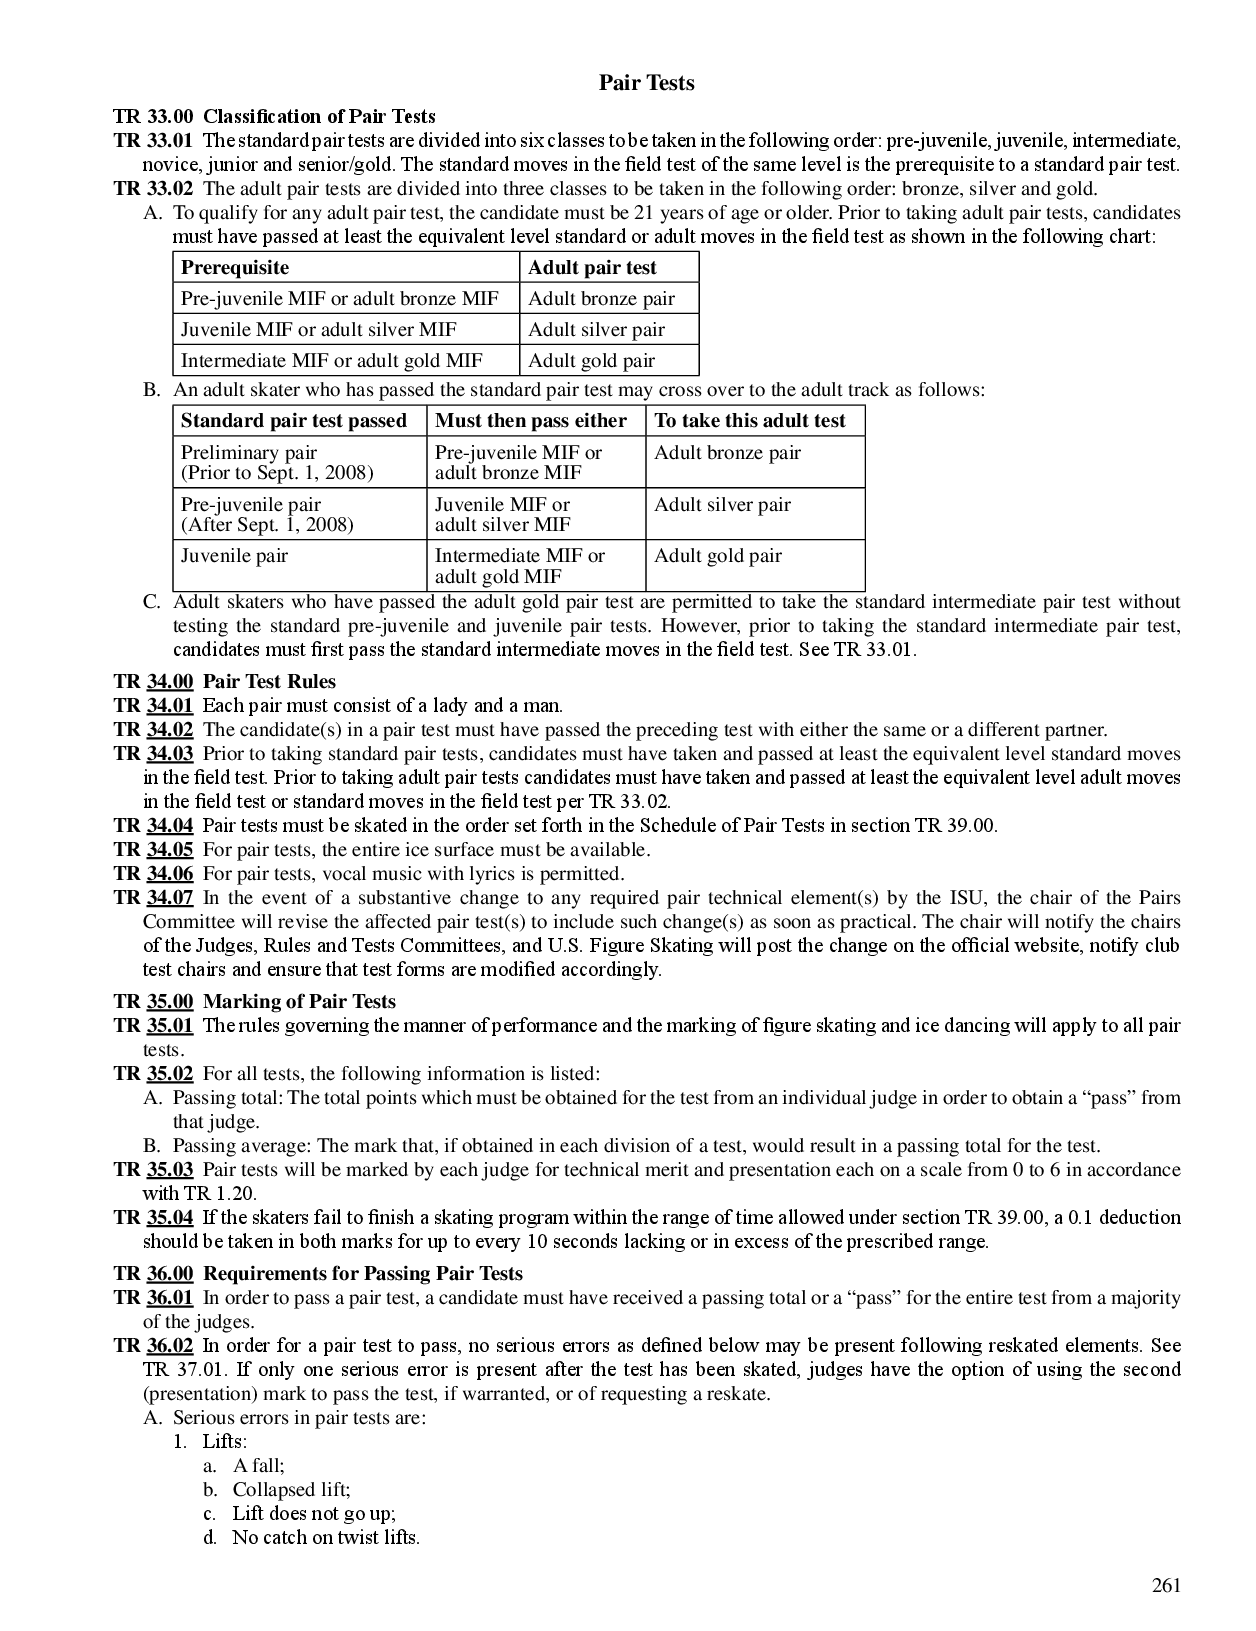 Pair Tests
TR 33.00 Classification of Pair Tests
TR 33.01 The standard pair tests are divided into six classes to be taken in the following order: pre-juvenile, juvenile, intermediate,
novice, junior and senior/gold. The standard moves in the field test of the same level is the prerequisite to a standard pair test.
TR 33.02 The adult pair tests are divided into three classes to be taken in the following order: bronze, silver and gold.
A. To qualify for any adult pair test, the candidate must be 21 years of age or older. Prior to taking adult pair tests, candidates
must have passed at least the equivalent level standard or adult moves in the field test as shown in the following chart:
Prerequisite Adult pair test
Pre-juvenile MIF or adult bronze MIF Adult bronze pair
Juvenile MIF or adult silver MIF Adult silver pair
Intermediate MIF or adult gold MIF Adult gold pair
B. An adult skater who has passed the standard pair test may cross over to the adult track as follows:
Standard pair test passed Must then pass either To take this adult test
Preliminary pair Pre-juvenile MIF or Adult bronze pair
(Prior to Sept. 1, 2008) adult bronze MIF
Pre-juvenile pair Juvenile MIF or Adult silver pair
(After Sept. 1, 2008) adult silver MIF
Juvenile pair Intermediate MIF or Adult gold pair
adult gold MIF
C. Adult skaters who have passed the adult gold pair test are permitted to take the standard intermediate pair test without
testing the standard pre-juvenile and juvenile pair tests. However, prior to taking the standard intermediate pair test,
candidates must first pass the standard intermediate moves in the field test. See TR 33.01.
TR 34.00 Pair Test Rules
TR 34.01 Each pair must consist of a lady and a man.
TR 34.02 The candidate(s) in a pair test must have passed the preceding test with either the same or a different partner.
TR 34.03 Prior to taking standard pair tests, candidates must have taken and passed at least the equivalent level standard moves
in the field test. Prior to taking adult pair tests candidates must have taken and passed at least the equivalent level adult moves
in the field test or standard moves in the field test per TR 33.02.
TR 34.04 Pair tests must be skated in the order set forth in the Schedule of Pair Tests in section TR 39.00.
TR 34.05 For pair tests, the entire ice surface must be available.
TR 34.06 For pair tests, vocal music with lyrics is permitted.
TR 34.07 In the event of a substantive change to any required pair technical element(s) by the ISU, the chair of the Pairs
Committee will revise the affected pair test(s) to include such change(s) as soon as practical. The chair will notify the chairs
of the Judges, Rules and Tests Committees, and U.S. Figure Skating will post the change on the official website, notify club
test chairs and ensure that test forms are modified accordingly.
TR 35.00 Marking of Pair Tests
TR 35.01 The rules governing the manner of performance and the marking of figure skating and ice dancing will apply to all pair
tests.
TR 35.02 For all tests, the following information is listed:
A. Passing total: The total points which must be obtained for the test from an individual judge in order to obtain a “pass” from
that judge.
B. Passing average: The mark that, if obtained in each division of a test, would result in a passing total for the test.
TR 35.03 Pair tests will be marked by each judge for technical merit and presentation each on a scale from 0 to 6 in accordance
with TR 1.20.
TR 35.04 If the skaters fail to finish a skating program within the range of time allowed under section TR 39.00, a 0.1 deduction
should be taken in both marks for up to every 10 seconds lacking or in excess of the prescribed range.
TR 36.00 Requirements for Passing Pair Tests
TR 36.01 In order to pass a pair test, a candidate must have received a passing total or a “pass” for the entire test from a majority
of the judges.
TR 36.02 In order for a pair test to pass, no serious errors as defined below may be present following reskated elements. See
TR 37.01. If only one serious error is present after the test has been skated, judges have the option of using the second
(presentation) mark to pass the test, if warranted, or of requesting a reskate.
A. Serious errors in pair tests are:
1. Lifts:
a. A fall;
b. Collapsed lift;
c. Lift does not go up;
d. No catch on twist lifts.
261